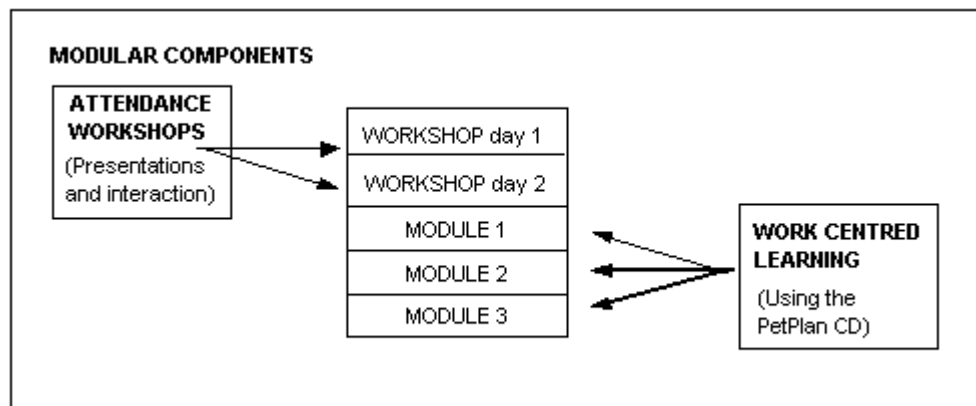 MODULAR COMPONENTS
ATTENDANCE
WORKSHOPS
(Presentations
and interaction)
WORKSHOP day 1
WORKSHOP day 2
MODULE 1
MODULE 2
MODULE 3
WORK CENTRED
LEARNING
(Using the
PetPlan CD)